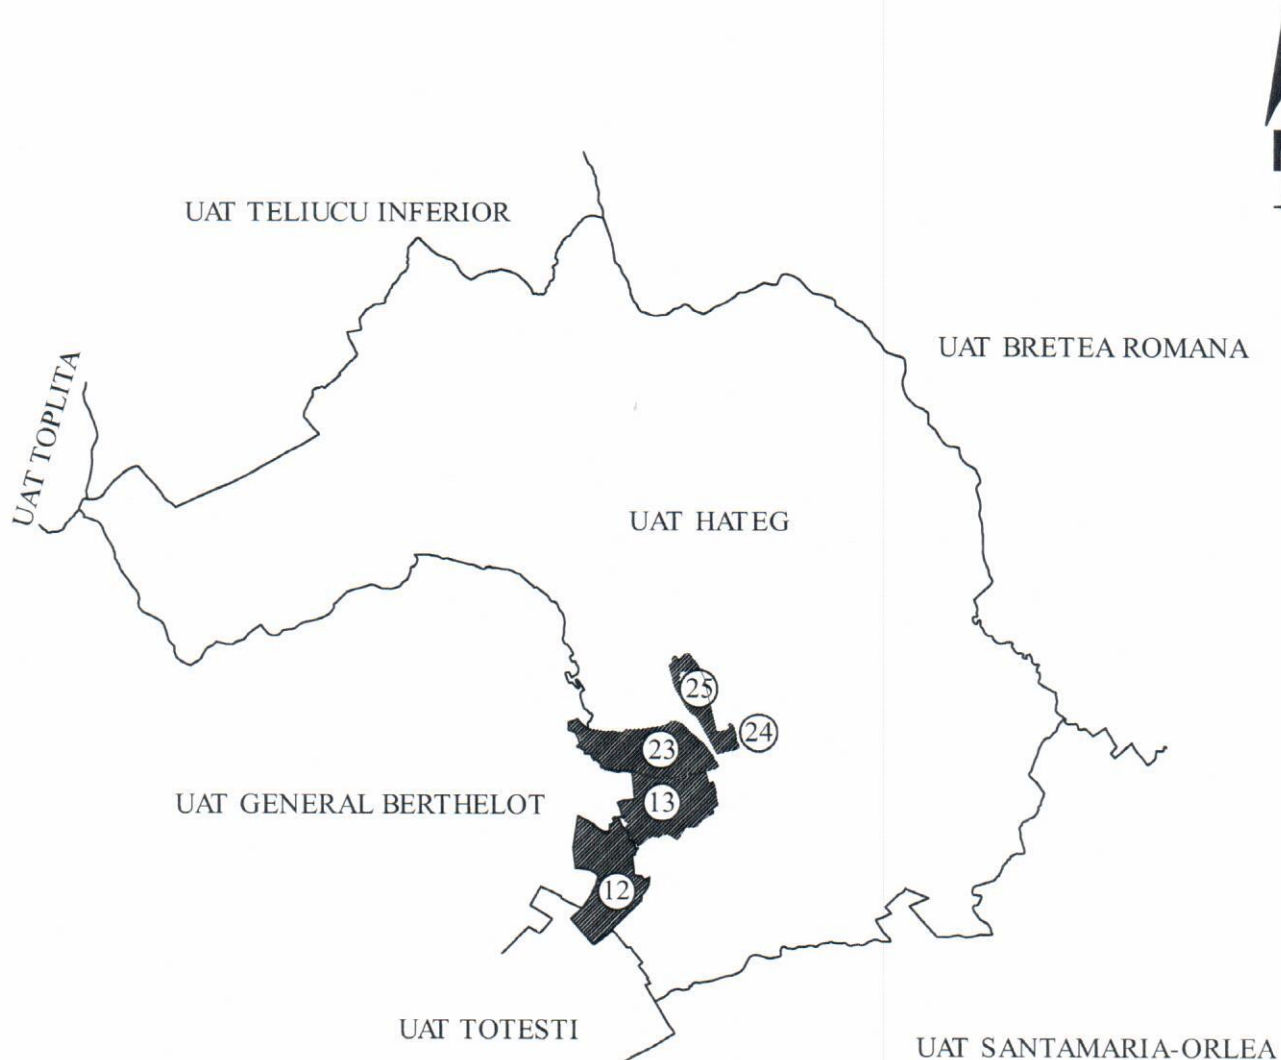 UAT TELIUCU INFERIOR
UAT BRETEA ROMANA
UAT TOPLITA
UAT HATEG
25
24
23
13
UAT GENERAL BERTHELOT
12
UAT TOTESTI
UAT SANTAMARIA-ORLEA